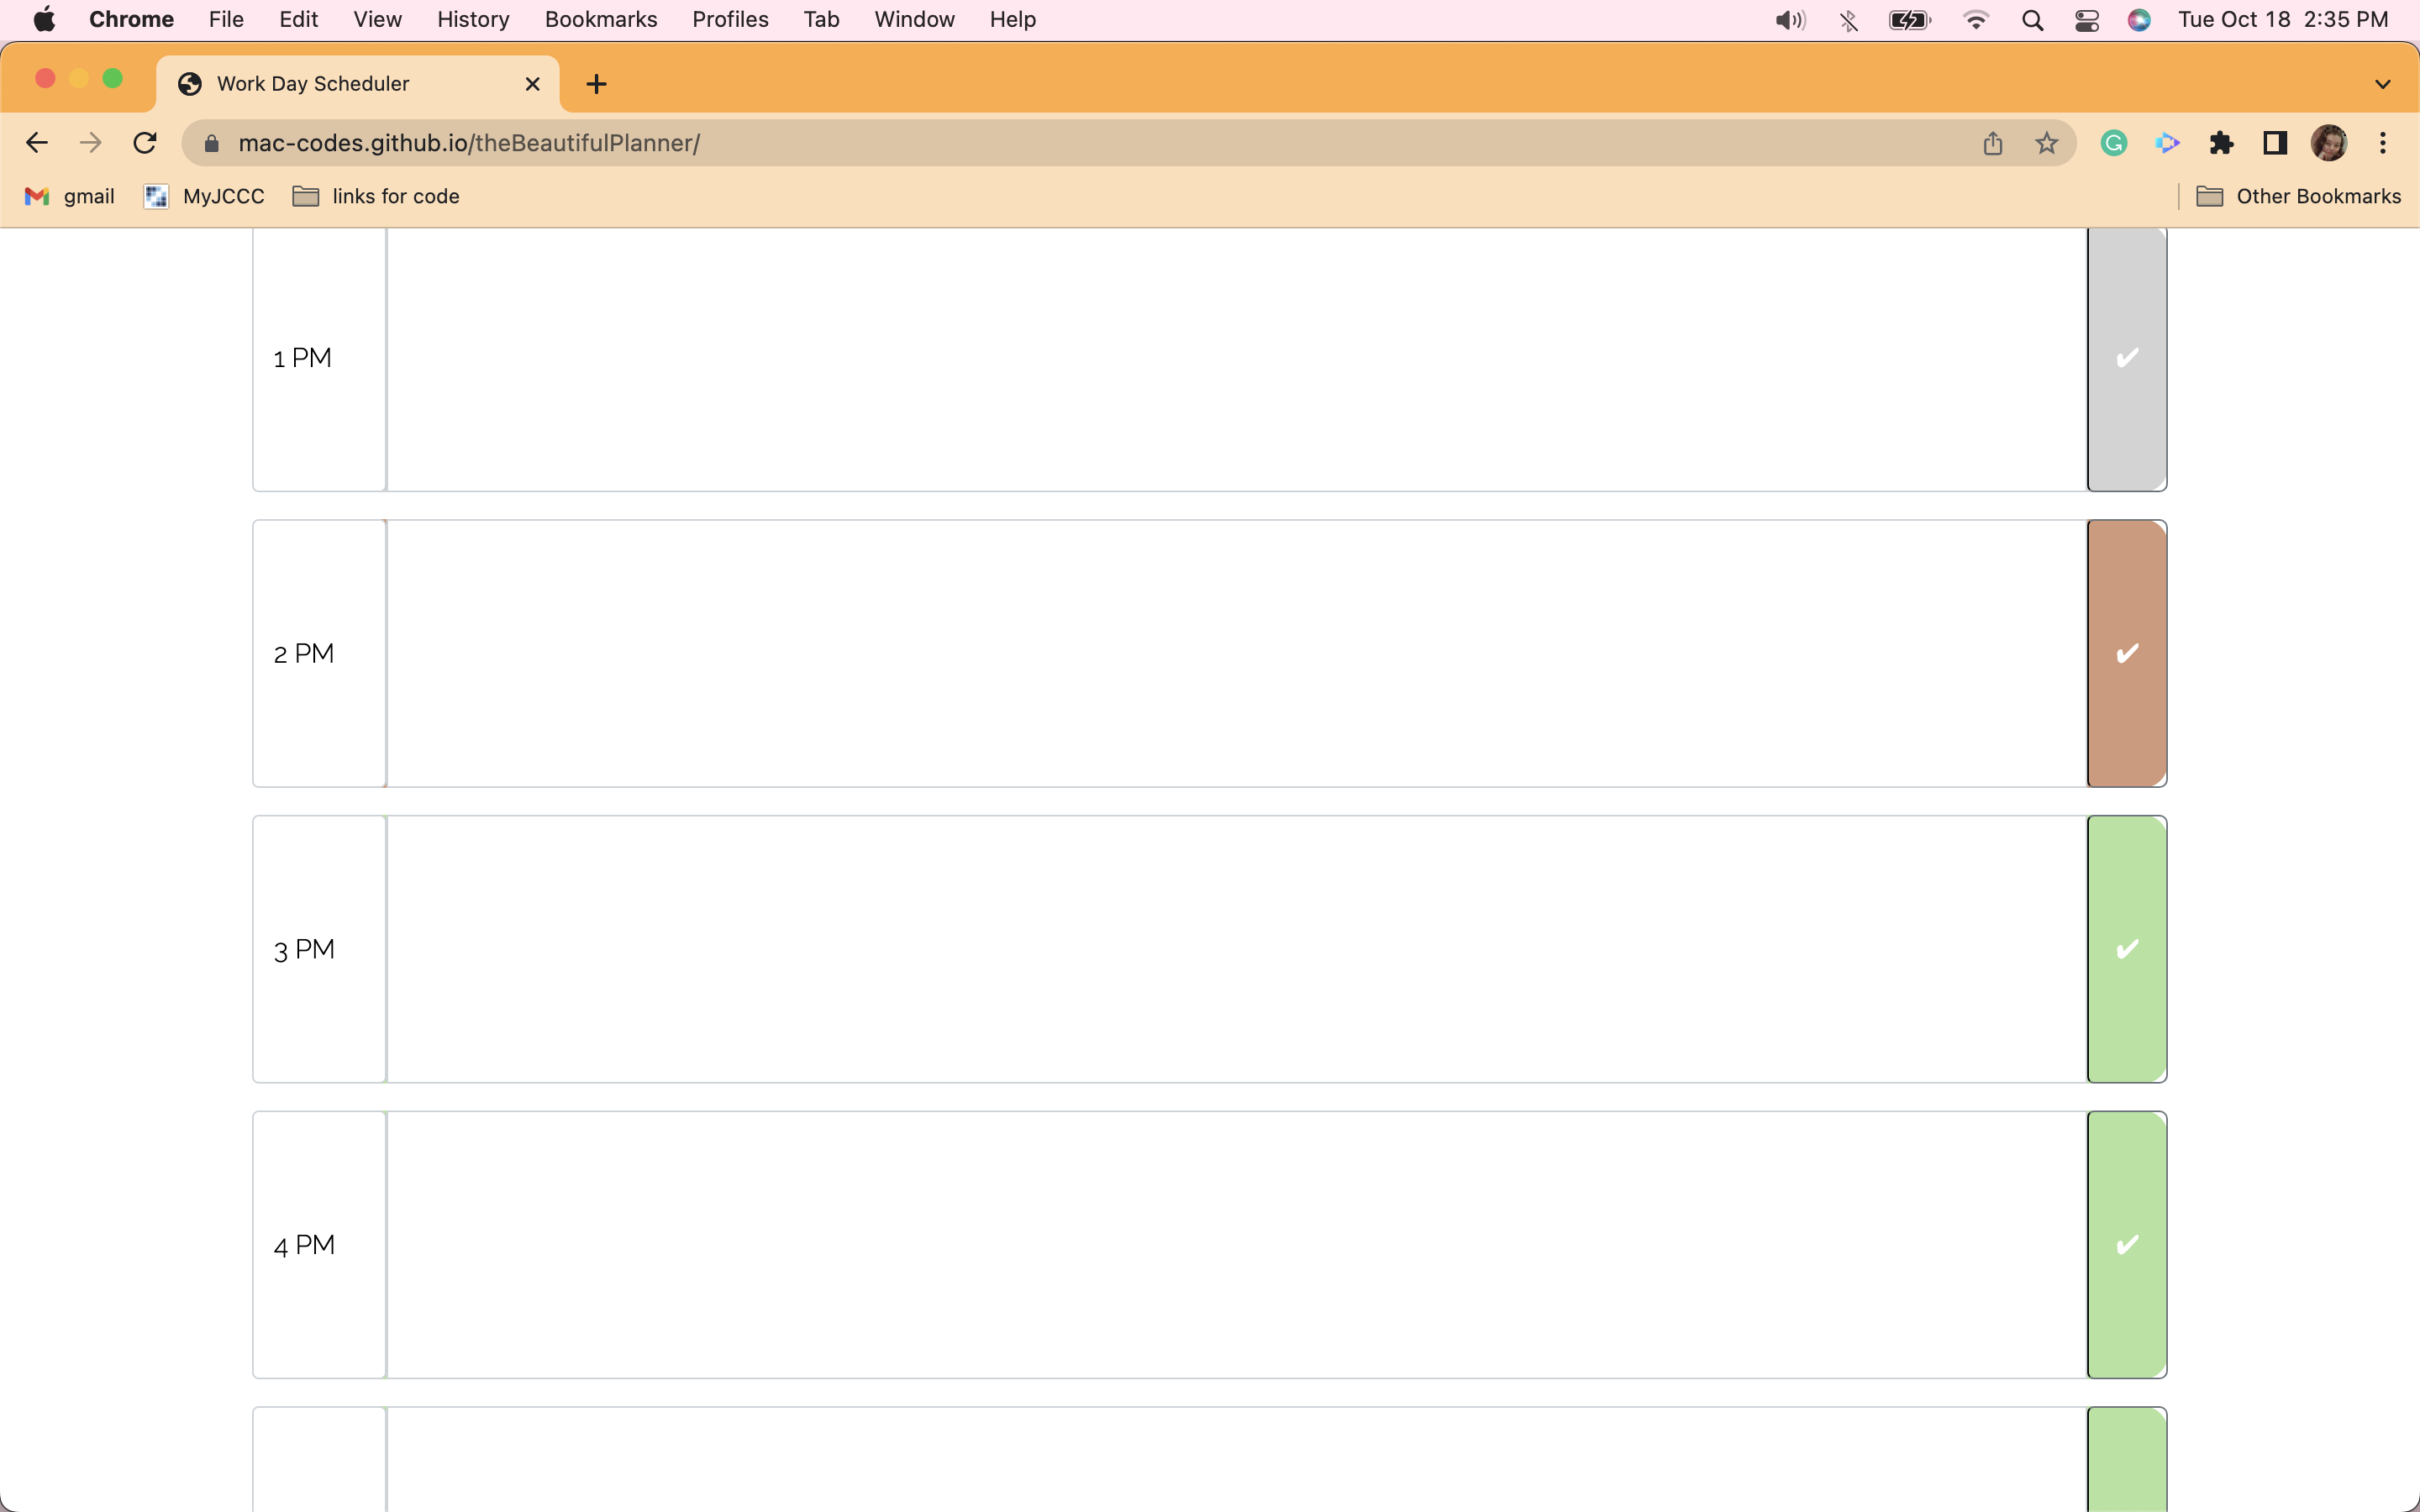 Chrome File Edit View History Bookmarks Profiles Tab Window Help Tue Oct 18 2:35 PM
Work Day Scheduler
mac-codes.github.io/theBeautifulPlanner/
gmail MyJCCC links for code Other Bookmarks
1 PM ✔
2 PM ✔
3 PM ✔
4 PM ✔